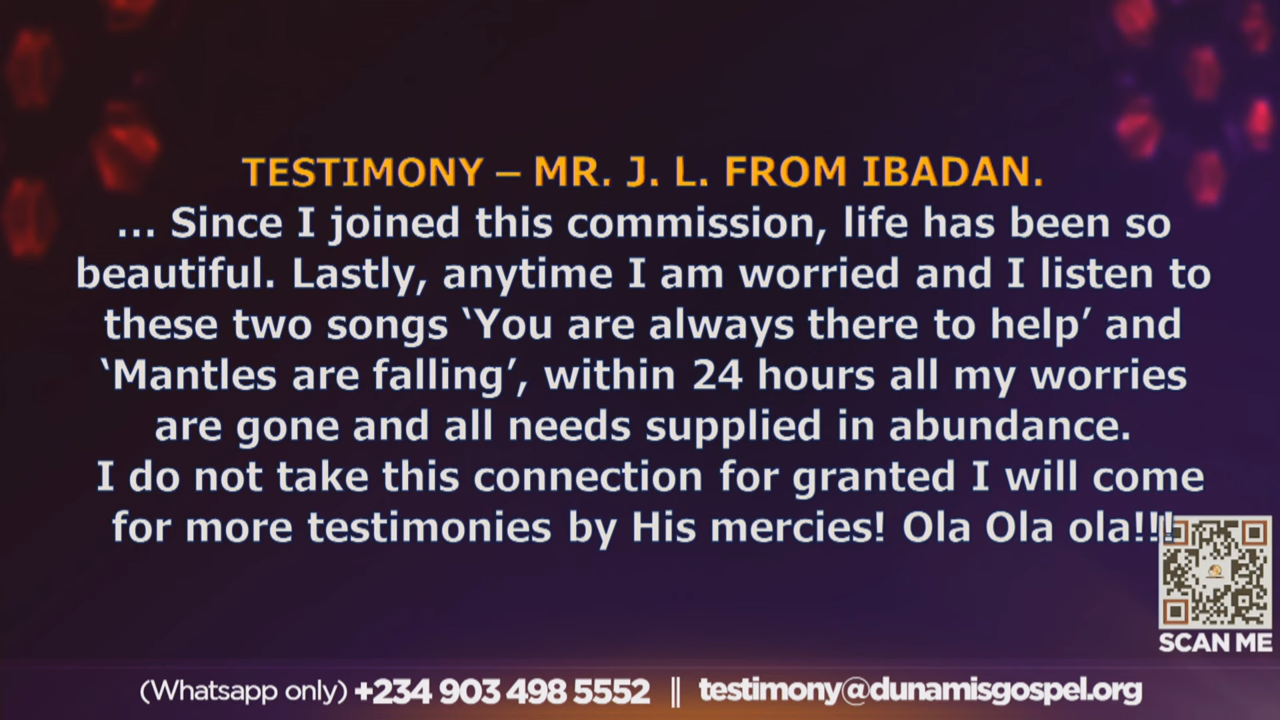 TESTIMONY – MR. J. L. FROM IBADAN.
... Since I joined this commission, life has been so
beautiful. Lastly, anytime I am worried and I listen to
these two songs ‘You are always there to help’ and
‘Mantles are falling’, within 24 hours all my worries
are gone and all needs supplied in abundance.
I do not take this connection for granted I will come
for more testimonies by His mercies! Ola Ola ola!!!
SCAN ME
(Whatsapp only) +234 903 498 5552 || testimony@dunamisgospel.org